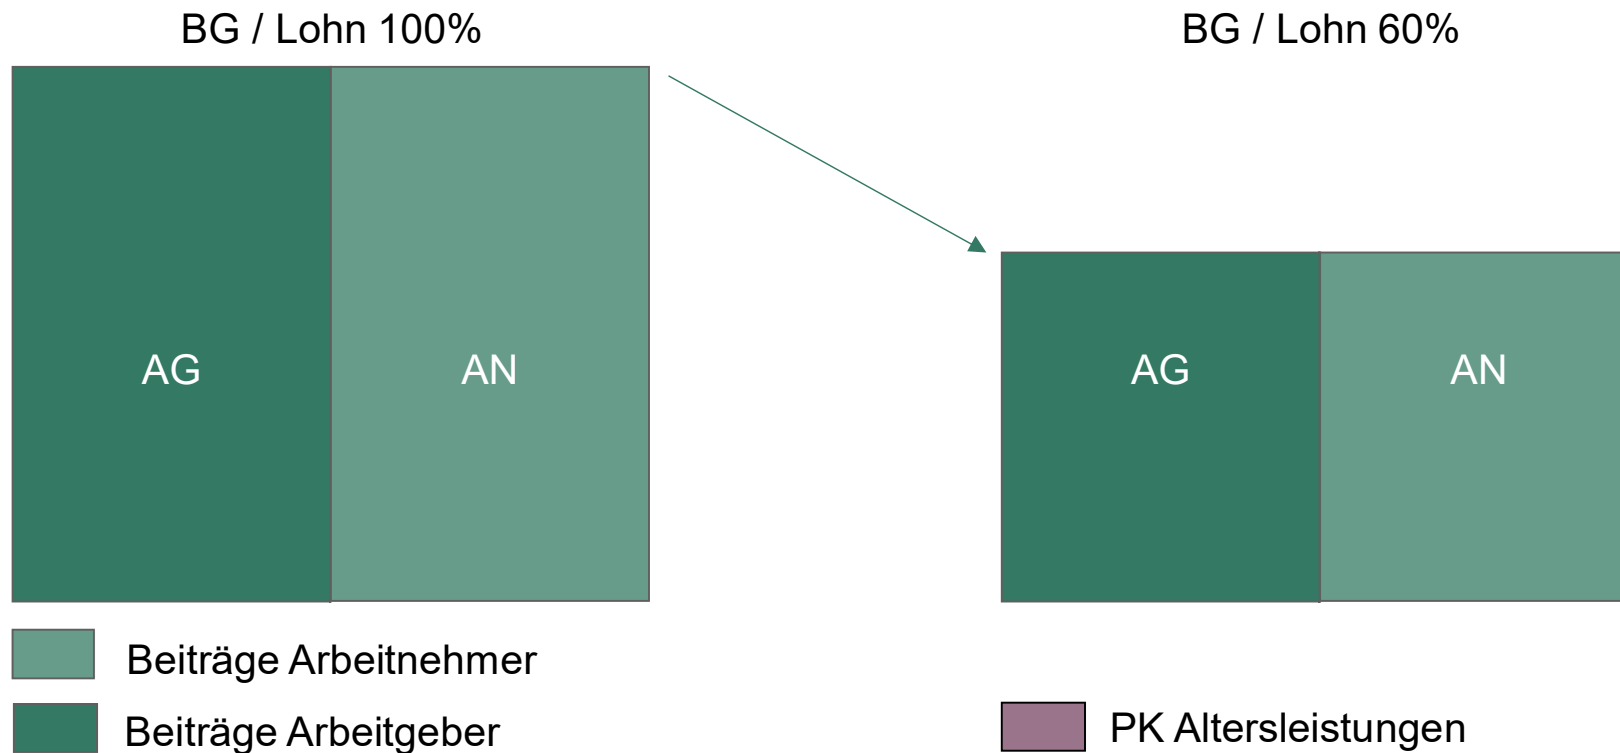 BG / Lohn 100%
BG / Lohn 60%
AG
AN
AG
AN
Beiträge Arbeitnehmer
Beiträge Arbeitgeber
PK Altersleistungen